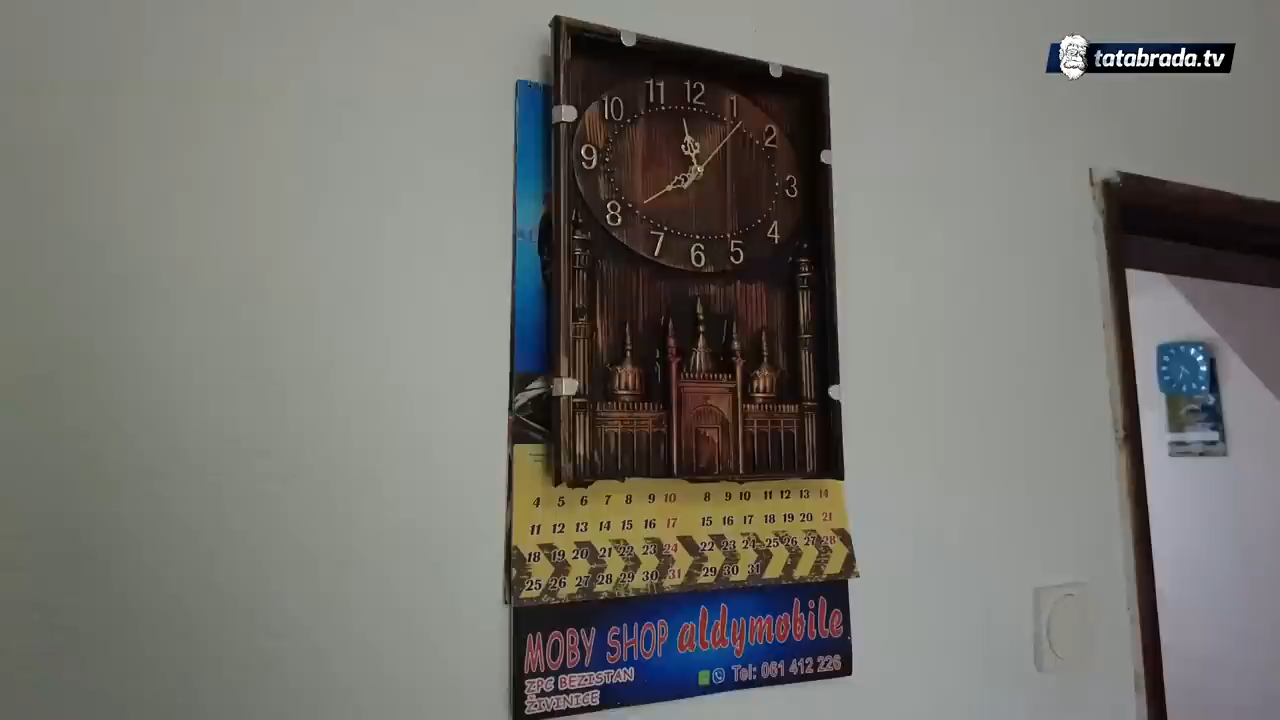 tatabrada.tv
11 12 1
10 2
9 3
8 4
7 6 5
4 5 6 7 8 9 10 8 9 10 11 12 13 14
11 12 13 14 15 16 17 15 16 17 18 19 20 21
18 19 20 21 22 23 24 22 23 24 25 26 27 28
25 26 27 28 29 30 31 29 30 31
MOBY SHOP aldymobile
ZPC BEZISTAN
ŽIVINICE
Tel: 061 412 226